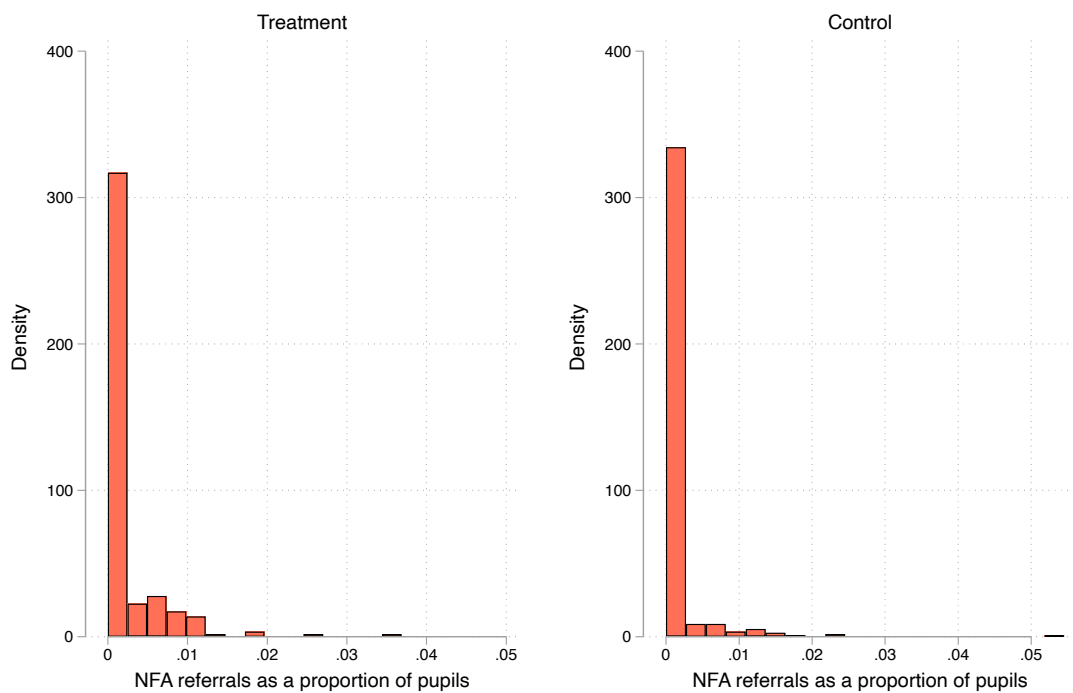 Treatment
400
300
200
100
0
Density
0 .01 .02 .03 .04 .05
NFA referrals as a proportion of pupils
Control
400
300
200
100
0
Density
0 .01 .02 .03 .04 .05
NFA referrals as a proportion of pupils